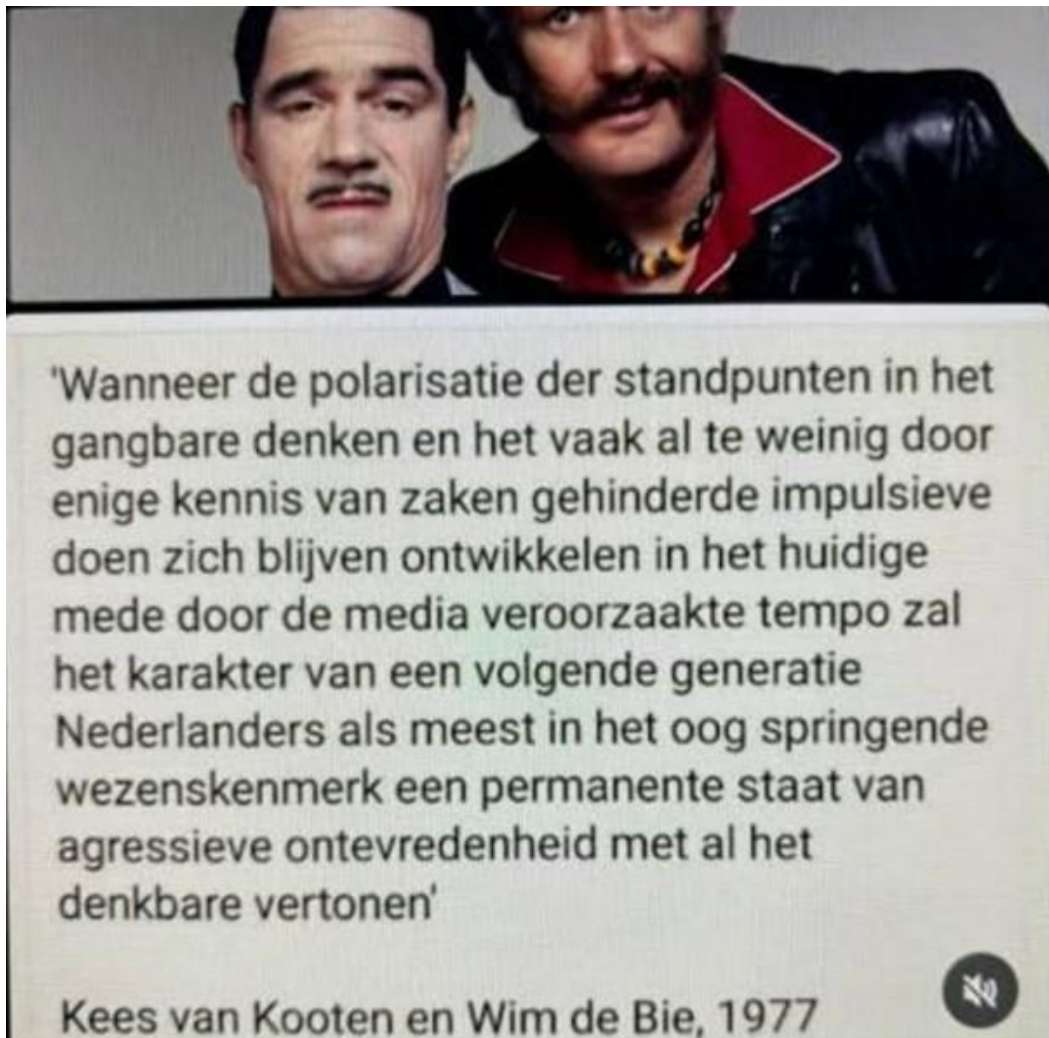 'Wanneer de polarisatie der standpunten in het
gangbare denken en het vaak al te weinig door
enige kennis van zaken gehinderde impulsieve
doen zich blijven ontwikkelen in het huidige
mede door de media veroorzaakte tempo zal
het karakter van een volgende generatie
Nederlanders als meest in het oog springende
wezenskenmerk een permanente staat van
agressieve ontevredenheid met al het
denkbare vertonen'
Kees van Kooten en Wim de Bie, 1977